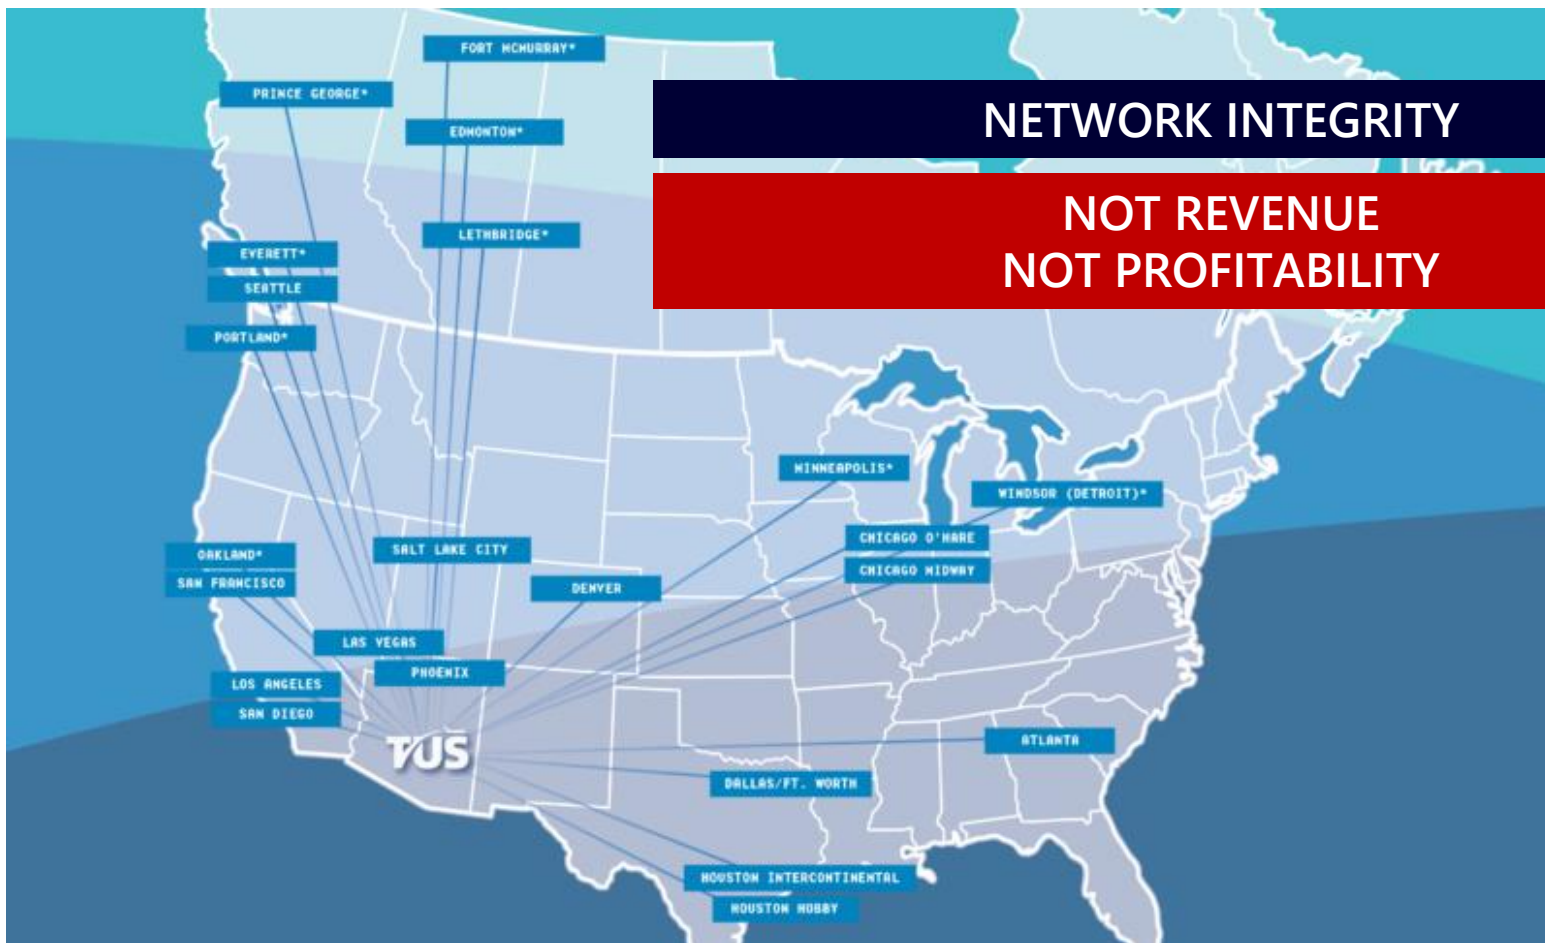 FORT MCMURRAY*
PRINCE GEORGE*
NETWORK INTEGRITY
EDMONTON*
NOT REVENUE
NOT PROFITABILITY
LETHBRIDGE*
EVERETT*
SEATTLE
PORTLAND*
MINNEAPOLIS*
WINDSOR (DETROIT)*
CHICAGO O'HARE
CHICAGO MIDWAY
SALT LAKE CITY
OAKLAND*
SAN FRANCISCO
DENVER
LAS VEGAS
PHOENIX
LOS ANGELES
SAN DIEGO
TUS
ATLANTA
DALLAS/FT. WORTH
HOUSTON INTERCONTINENTAL
HOUSTON HOBBY